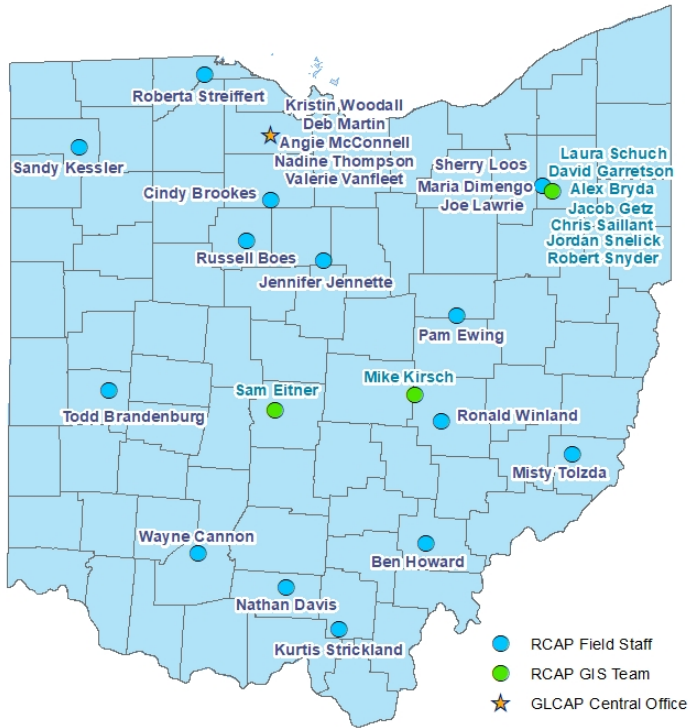 Roberta Streiffert
Kristin Woodall
Deb Martin
Angie McConnell
Nadine Thompson
Valerie Vanfleet
Sandy Kessler
Cindy Brookes
Sherry Loos
Maria Dimengo
Joe Lawrie
Laura Schuch
David Garretson
Alex Bryda
Jacob Getz
Chris Saillant
Jordan Snelick
Robert Snyder
Russell Boes
Jennifer Jennette
Pam Ewing
Sam Eitner
Mike Kirsch
Todd Brandenburg
Ronald Winland
Misty Tolzda
Wayne Cannon
Ben Howard
Nathan Davis
Kurtis Strickland
RCAP Field Staff
RCAP GIS Team
GLCAP Central Office